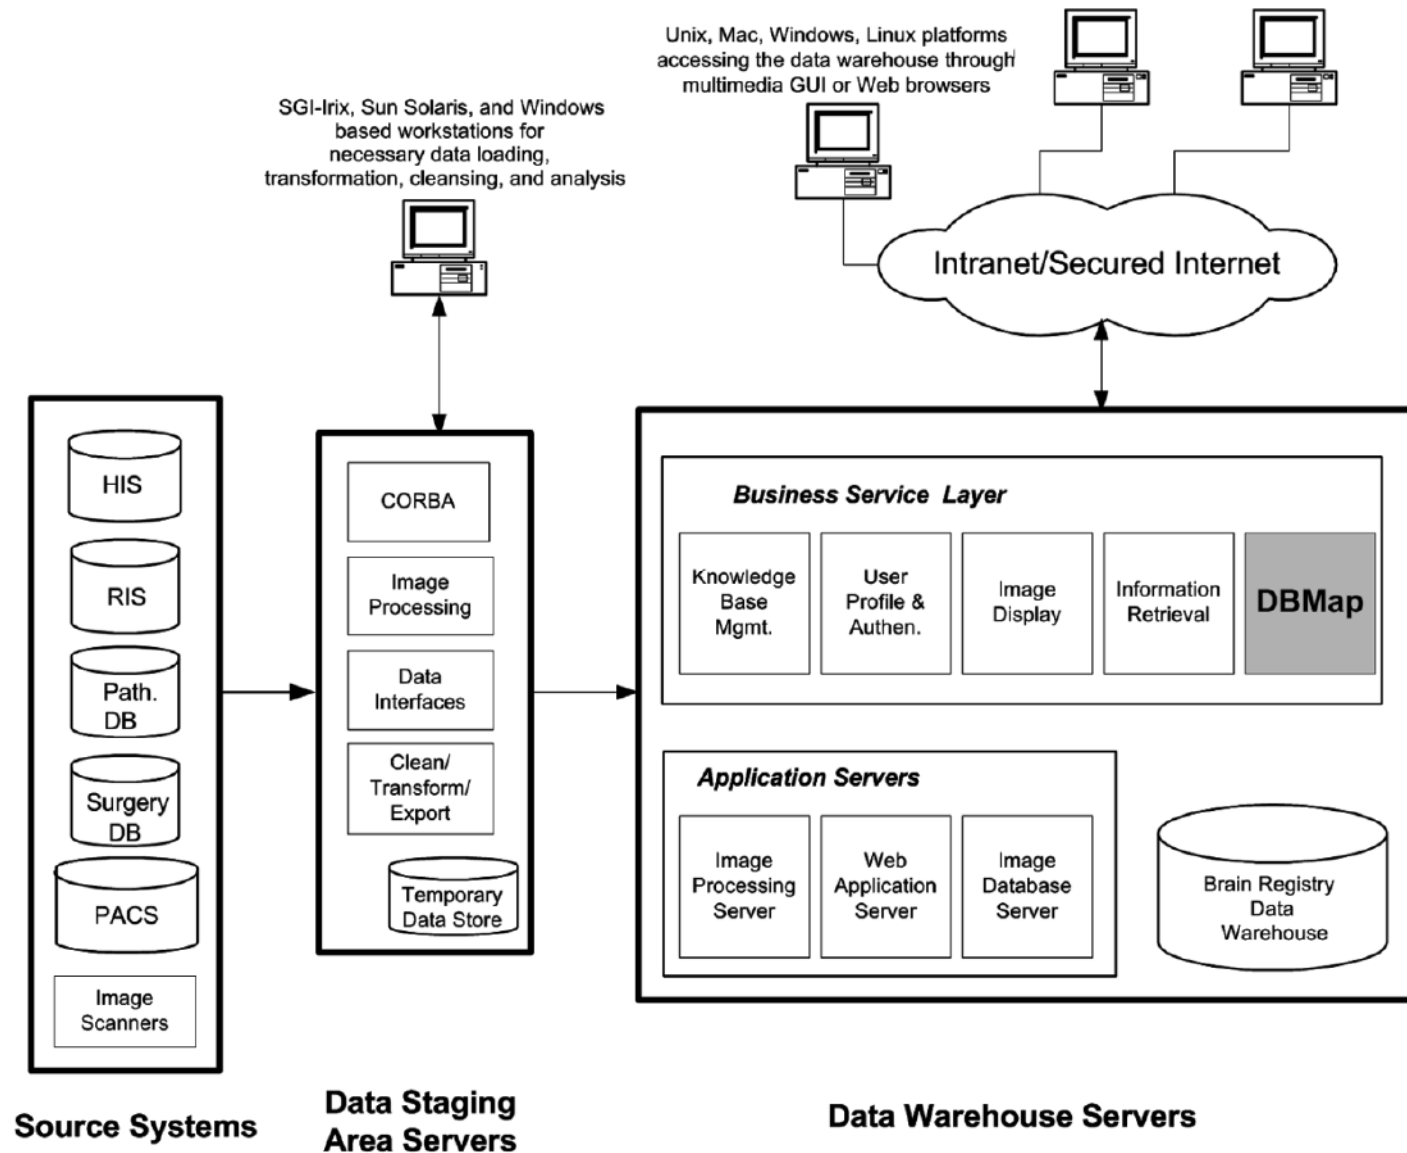 Unix, Mac, Windows, Linux platforms
accessing the data warehouse through
multimedia GUI or Web browsers
SGI-Irix, Sun Solaris, and Windows
based workstations for
necessary data loading,
transformation, cleansing, and analysis
Intranet/Secured Internet
HIS
RIS
Path.
DB
Surgery
DB
PACS
Image
Scanners
Source Systems
CORBA
Image
Processing
Data
Interfaces
Clean/
Transform/
Export
Temporary
Data Store
Data Staging
Area Servers
Business Service Layer
Knowledge
Base
Mgmt.
User
Profile &
Authen.
Image
Display
Information
Retrieval
DBMap
Application Servers
Image
Processing
Server
Web
Application
Server
Image
Database
Server
Brain Registry
Data
Warehouse
Data Warehouse Servers